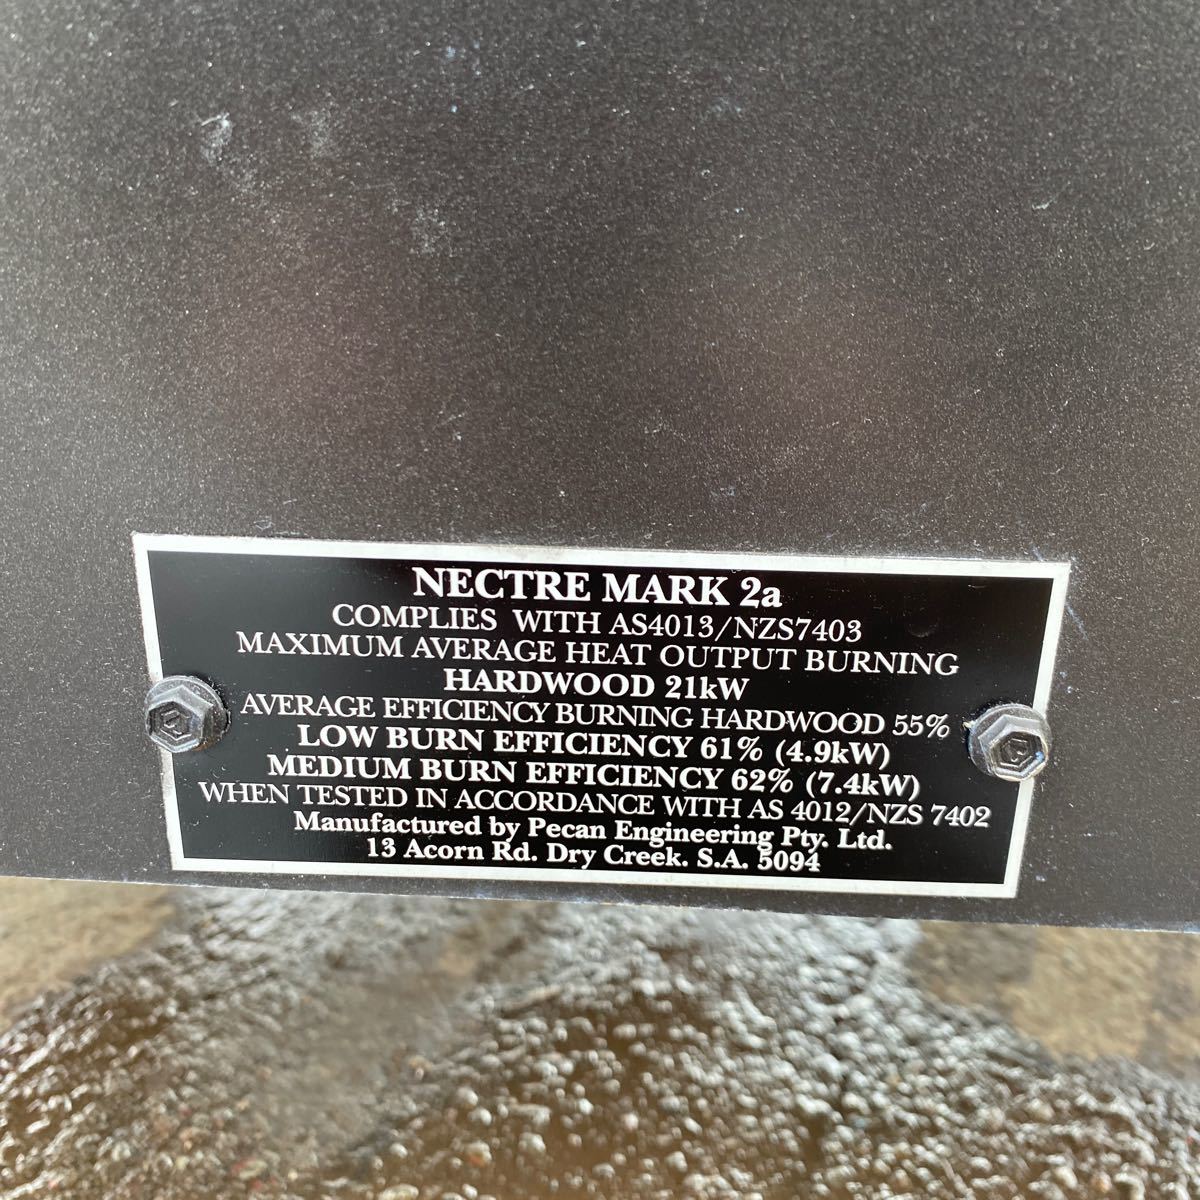 NECTRE MARK 2a
COMPLIES WITH AS4013/NZS7403
MAXIMUM AVERAGE HEAT OUTPUT BURNING
HARDWOOD 21kW
AVERAGE EFFICIENCY BURNING HARDWOOD 55%
LOW BURN EFFICIENCY 61% (4.9kW)
MEDIUM BURN EFFICIENCY 62% (7.4kW)
WHEN TESTED IN ACCORDANCE WITH AS 4012/NZS 7402
Manufactured by Pecan Engineering Pty. Ltd.
13 Acorn Rd. Dry Creek. S.A. 5094